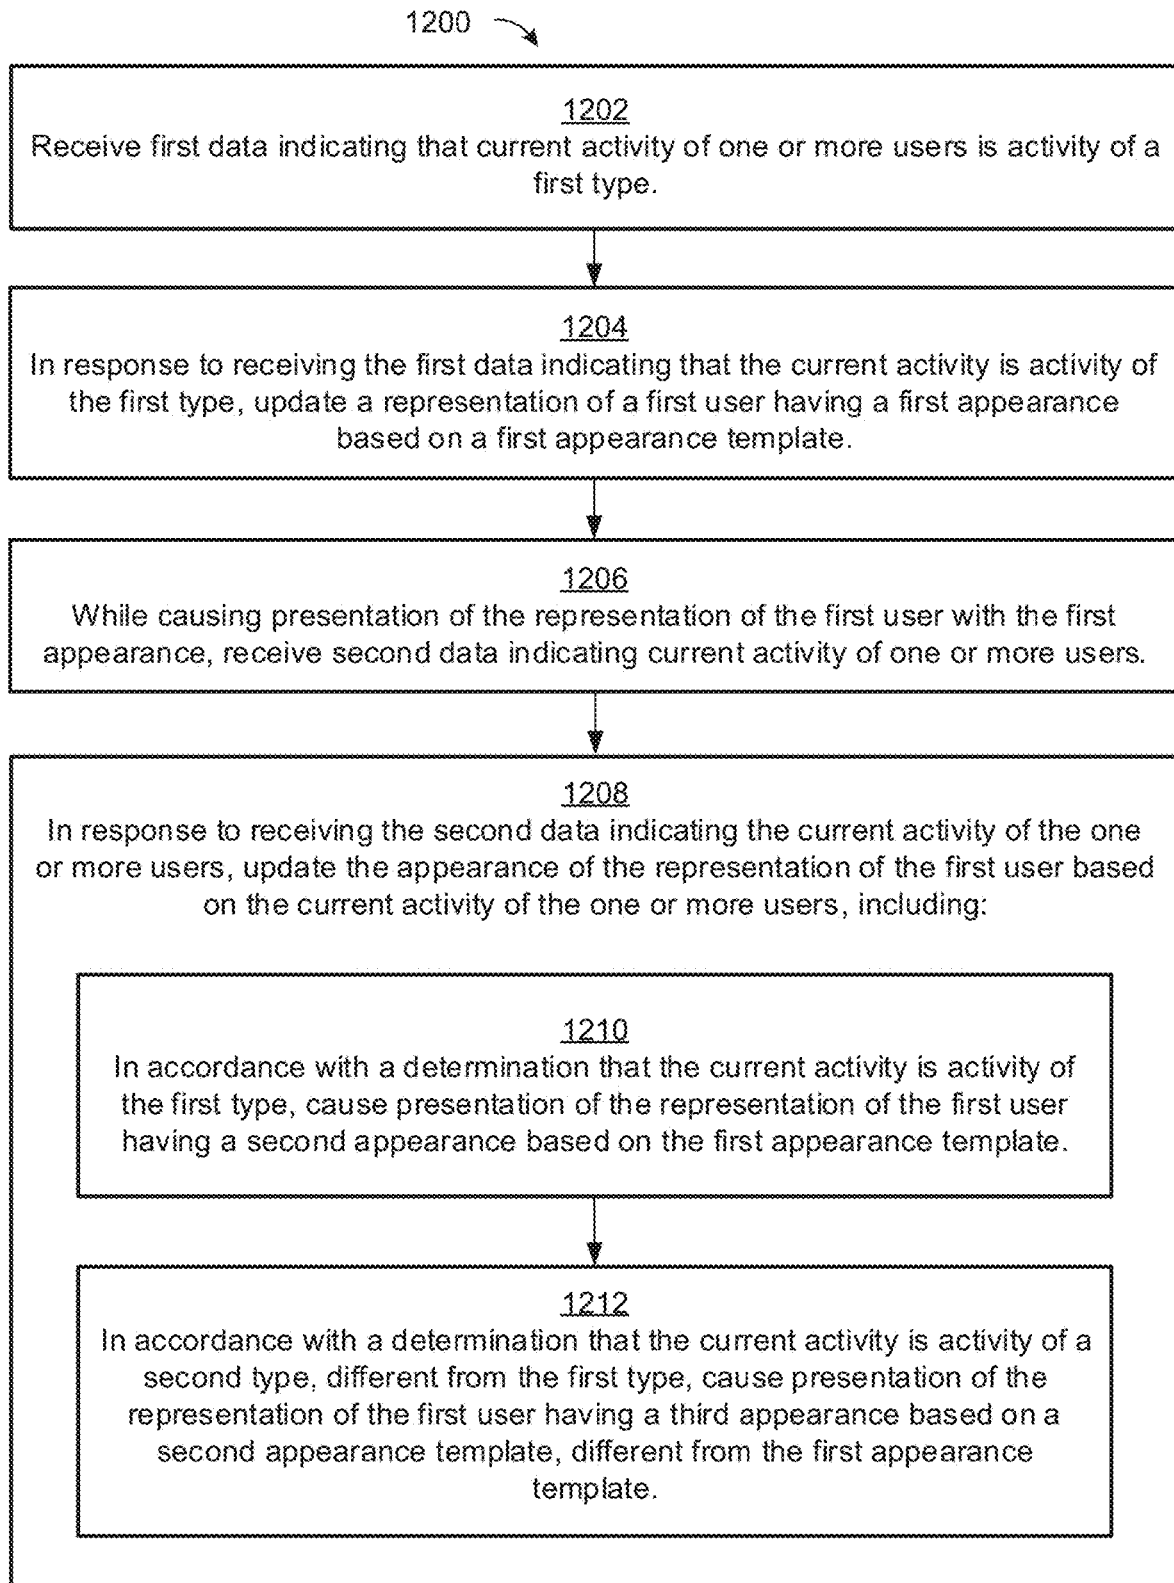 1200
1202
Receive first data indicating that current activity of one or more users is activity of a
first type.
1204
In response to receiving the first data indicating that the current activity is activity of
the first type, update a representation of a first user having a first appearance
based on a first appearance template.
1206
While causing presentation of the representation of the first user with the first
appearance, receive second data indicating current activity of one or more users.
1208
In response to receiving the second data indicating the current activity of the one
or more users, update the appearance of the representation of the first user based
on the current activity of the one or more users, including:
1210
In accordance with a determination that the current activity is activity of
the first type, cause presentation of the representation of the first user
having a second appearance based on the first appearance template.
1212
In accordance with a determination that the current activity is activity of a
second type, different from the first type, cause presentation of the
representation of the first user having a third appearance based on a
second appearance template, different from the first appearance
template.